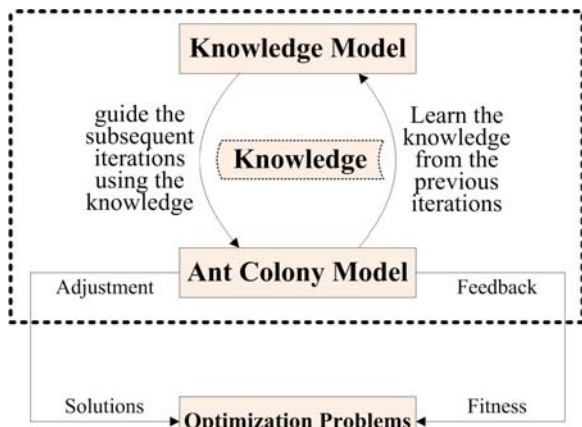 Knowledge Model
guide the
subsequent
iterations
using the
knowledge
Knowledge
Learn the
knowledge
from the
previous
iterations
Ant Colony Model
Adjustment
Feedback
Solutions
Optimization Problems
Fitness